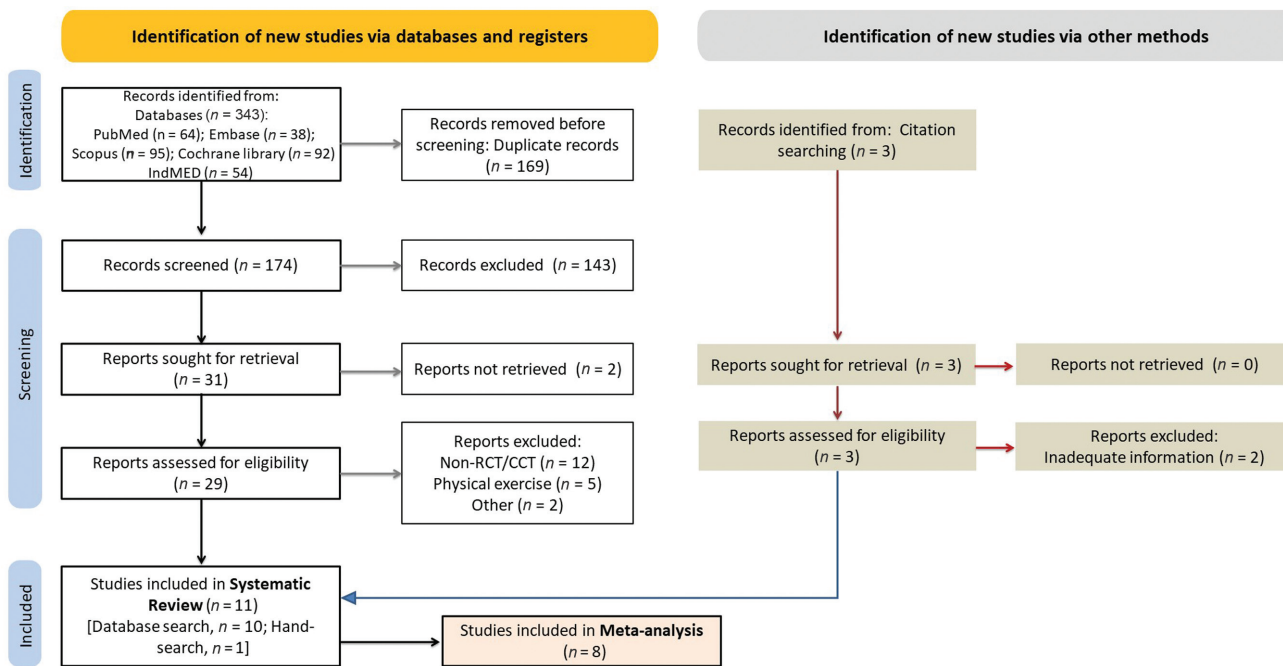 Identification of new studies via databases and registers
Identification of new studies via other methods
Identification
Records identified from:
Databases (n = 343):
PubMed (n = 64); Embase (n = 38);
Scopus (n = 95); Cochrane library (n = 92)
IndMED (n = 54)
Records removed before
screening: Duplicate records
(n = 169)
Records identified from: Citation
searching (n = 3)
Screening
Records screened (n = 174)
Records excluded (n = 143)
Reports sought for retrieval
n = 31)
Reports not retrieved (n = 2)
Reports sought for retrieval (n = 3)
Reports not retrieved (n = 0)
Reports assessed for eligibility
(n = 29)
Reports excluded:
Non-RCT/CCT (n = 12)
Physical exercise (n = 5)
Other (n = 2)
Reports assessed for eligibility
(n = 3)
Reports excluded:
Inadequate information (n = 2)
Included
Studies included in Systematic
Review (n = 11)
[Database search, n = 10; Hand-
search, n = 1]
Studies included in Meta-analysis
(n = 8)